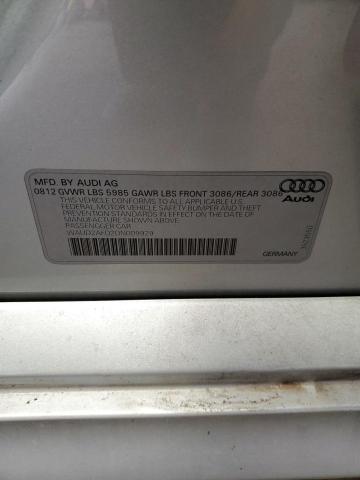 MFD. BY AUDI AG
0812 GVWR LBS 5985 GAWR LBS FRONT 3086/REAR 3086
THIS VEHICLE CONFORMS TO ALL APPLICABLE U.S.
FEDERAL MOTOR VEHICLE SAFETY BUMPER AND THEFT
PREVENTION STANDARDS IN EFFECT ON THE DATE OF
MANUFACTURE SHOWN ABOVE.
PASSENGER CAR
WAUD2AFD2DN009929
Audi
GERMANY